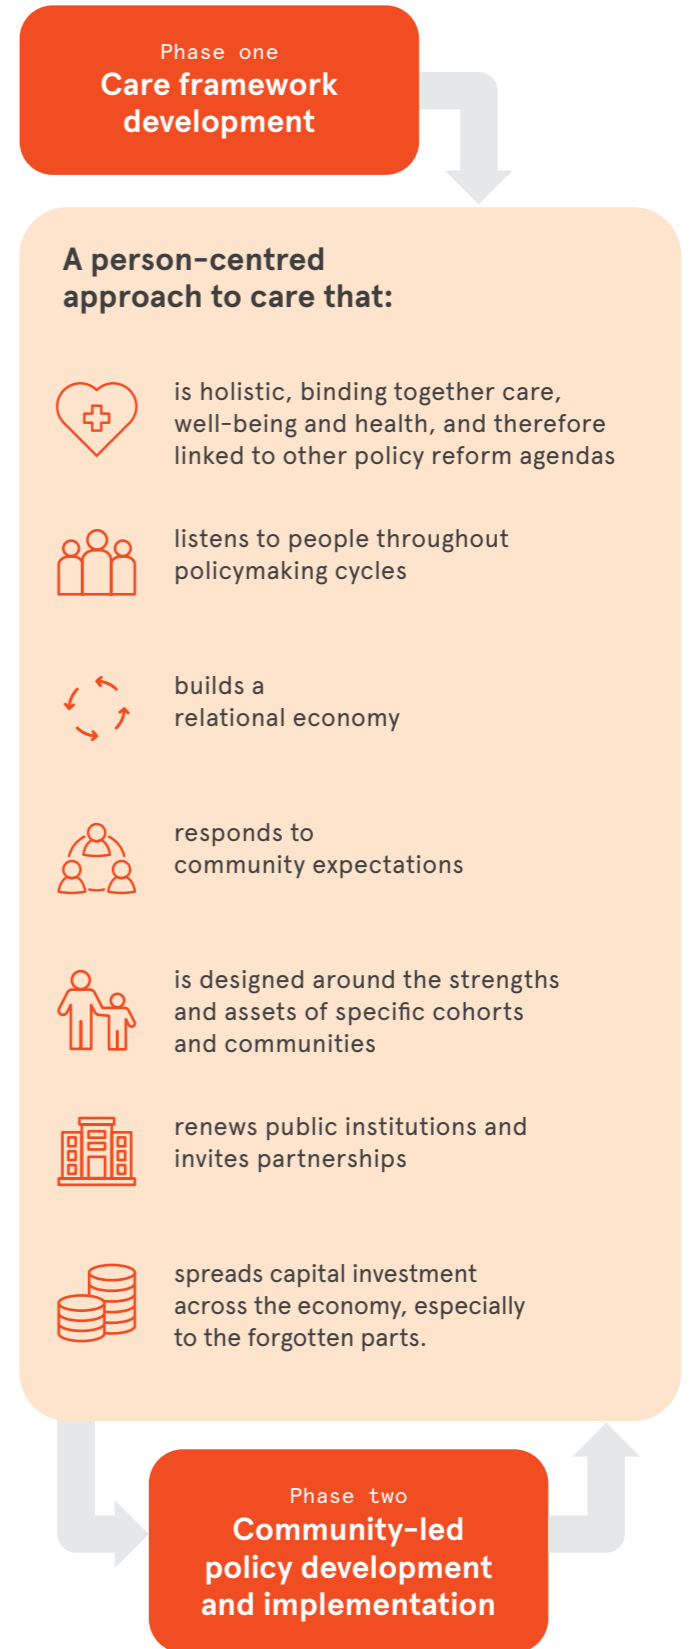 Phase one
Care framework
development
A person-centred
approach to care that:
is holistic, binding together care,
well-being and health, and therefore
linked to other policy reform agendas
listens to people throughout
policymaking cycles
builds a
relational economy
responds to
community expectations
is designed around the strengths
and assets of specific cohorts
and communities
renews public institutions and
invites partnerships
spreads capital investment
across the economy, especially
to the forgotten parts.
Phase two
Community-led
policy development
and implementation